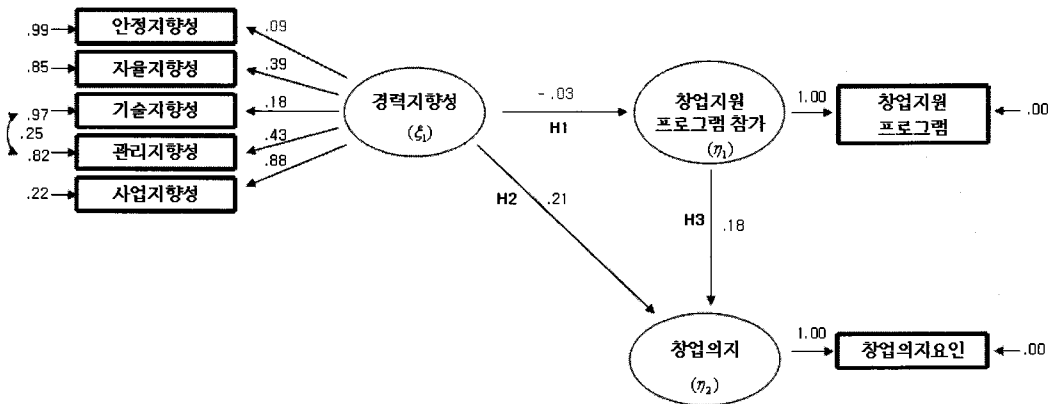 .99
안정지향성
.09
.85
자율지향성
.39
.97
기술지향성
.18
.25
.82
관리지향성
.43
.22
사업지향성
.88
경력지향성
(ξ₁)
-.03
H1
창업지원
프로그램 참가
(η₁)
1.00
창업지원
프로그램
.00
H2
.21
H3
.18
창업의지
(η₂)
1.00
창업의지요인
.00